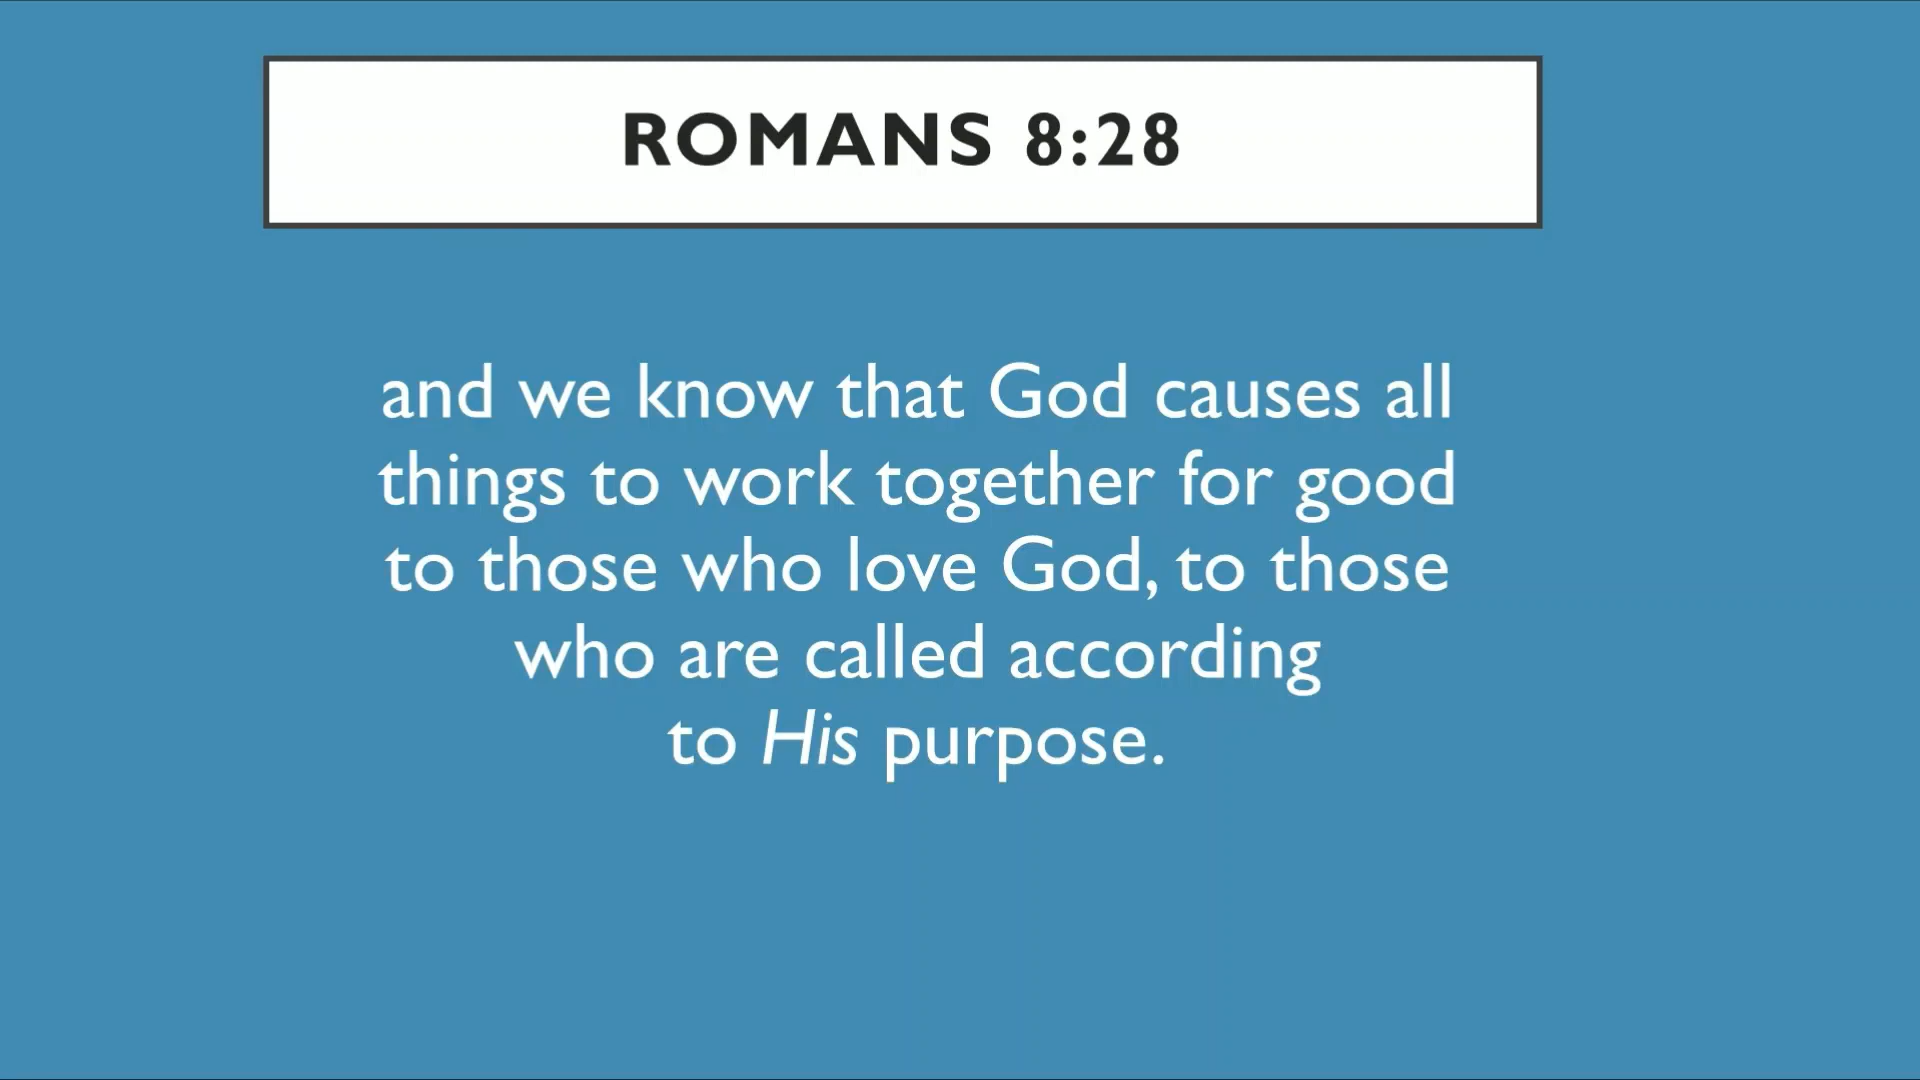 ROMANS 8:28
and we know that God causes all
things to work together for good
to those who love God, to those
who are called according
to His purpose.